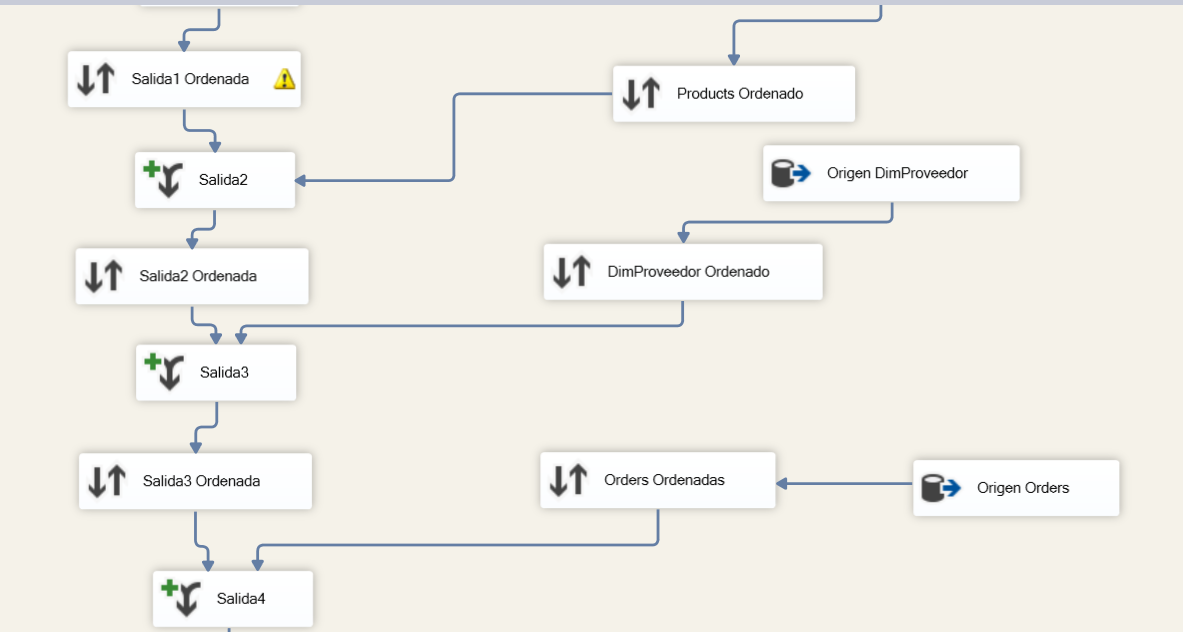 Salida1 Ordenada
Products Ordenado
Salida2
Origen DimProveedor
Salida2 Ordenada
DimProveedor Ordenado
Salida3
Salida3 Ordenada
Orders Ordenadas
Origen Orders
Salida4